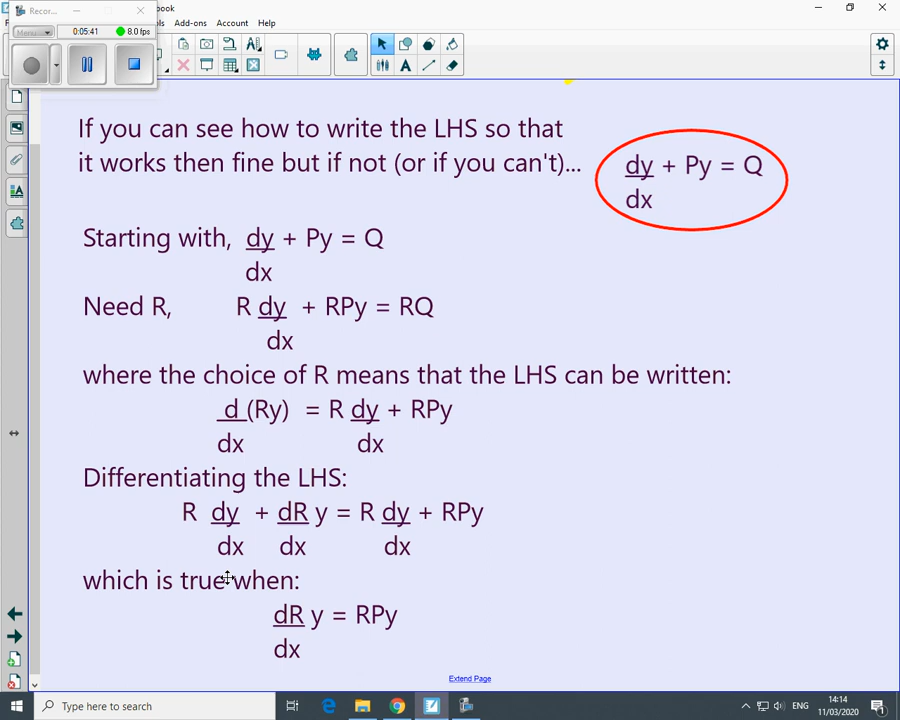 Recor...
book
Menu...
0:05:41
8.0 fps
els Add-ons Account Help
If you can see how to write the LHS so that
it works then fine but if not (or if you can't)...
dy + Py = Q
dx
Starting with, dy + Py = Q
dx
Need R, R dy + RPy = RQ
dx
where the choice of R means that the LHS can be written:
d (Ry) = R dy + RPy
dx dx
Differentiating the LHS:
R dy + dR y = R dy + RPy
dx dx dx
which is true when:
dR y = RPy
dx
Extend Page
Type here to search
ENG
14:14
11/03/2020